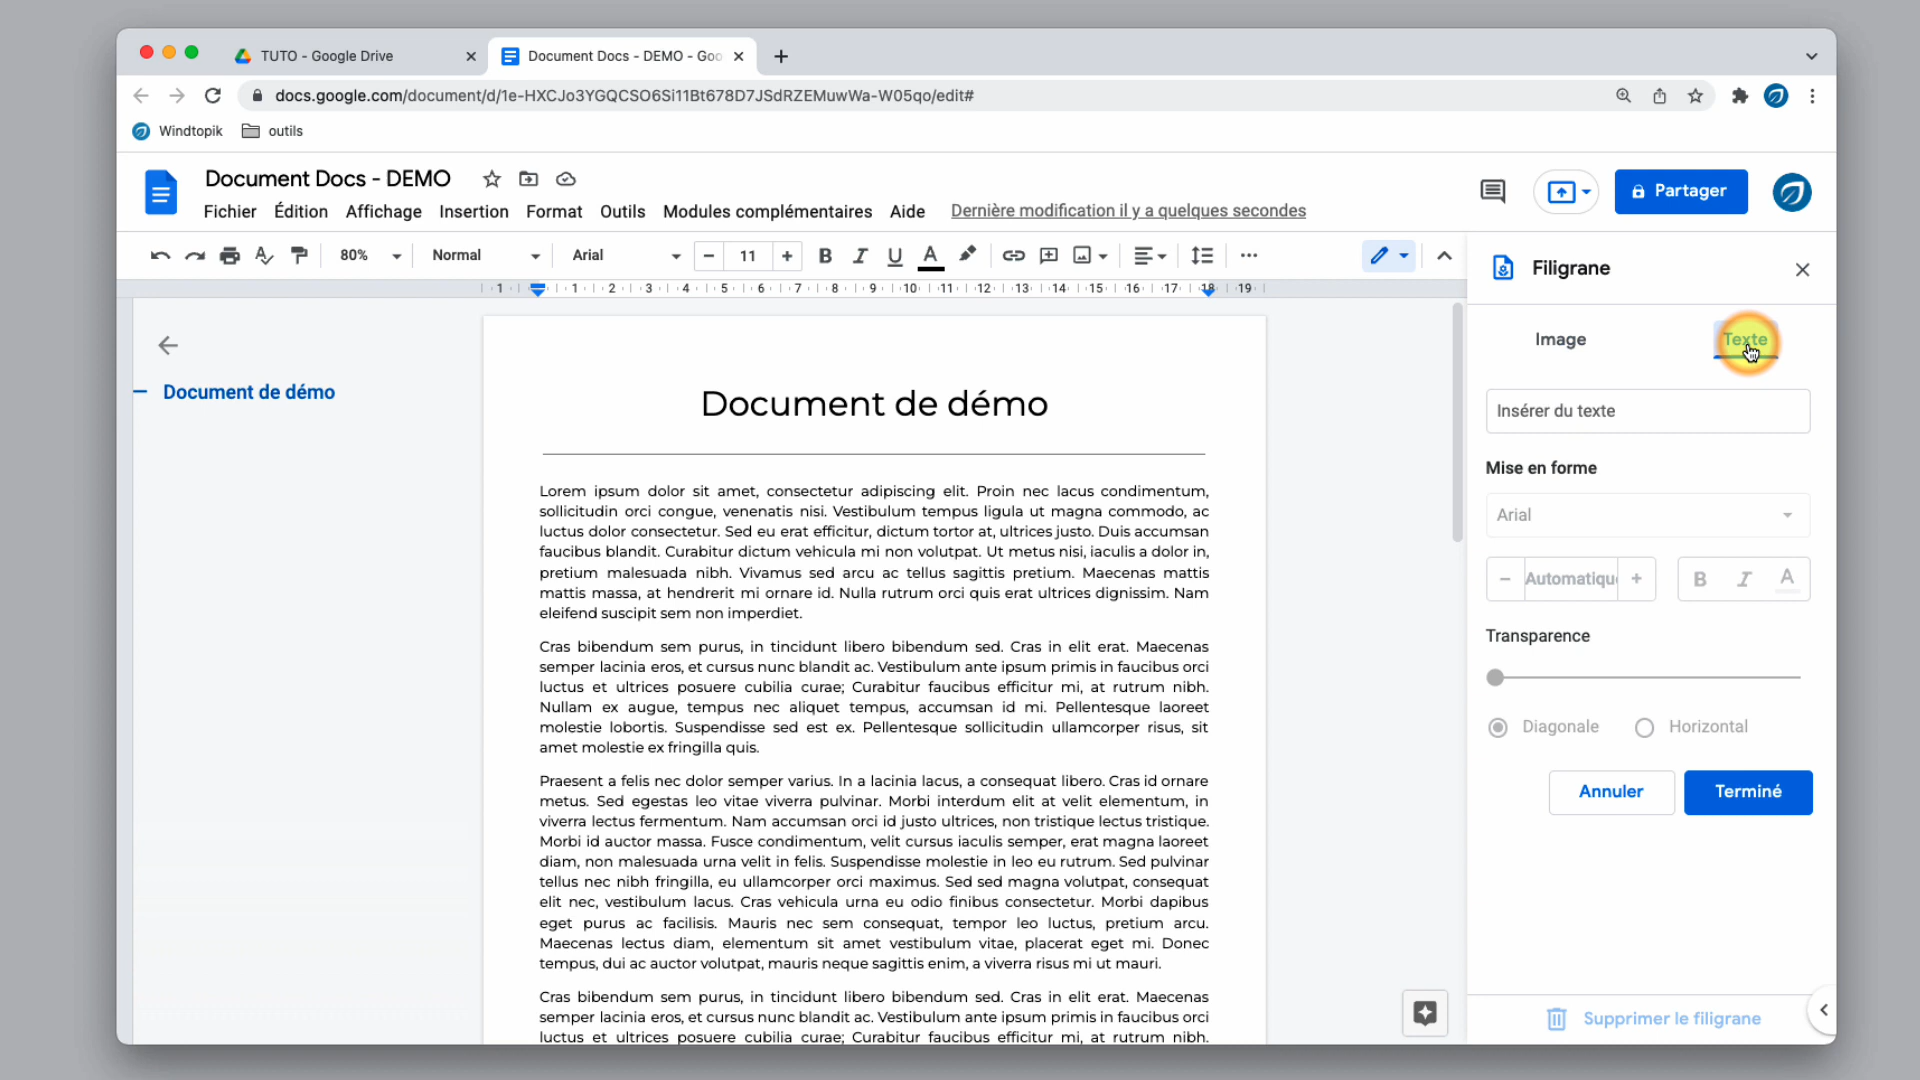 TUTO - Google Drive
Document Docs - DEMO - Goo
docs.google.com/document/d/1e-HXCJo3YGQCSO6Si11Bt678D7JSdRZEMuwWa-W05qo/edit#
Windtopik
outils
Document Docs - DEMO
Fichier Édition Affichage Insertion Format Outils Modules complémentaires Aide Dernière modification il y a quelques secondes
Partager
80% Normal Arial 11
1 1 2 3 4 5 6 7 8 9 10 11 12 13 14 15 16 17 18 19
Document de démo
Document de démo
Lorem ipsum dolor sit amet, consectetur adipiscing elit. Proin nec lacus condimentum,
sollicitudin orci congue, venenatis nisi. Vestibulum tempus ligula ut magna commodo, ac
luctus dolor consectetur. Sed eu erat efficitur, dictum tortor at, ultrices justo. Duis accumsan
faucibus blandit. Curabitur dictum vehicula mi non volutpat. Ut metus nisi, iaculis a dolor in,
pretium malesuada nibh. Vivamus sed arcu ac tellus sagittis pretium. Maecenas mattis
mattis massa, at hendrerit mi ornare id. Nulla rutrum orci quis erat ultrices dignissim. Nam
eleifend suscipit sem non imperdiet.
Cras bibendum sem purus, in tincidunt libero bibendum sed. Cras in elit erat. Maecenas
semper lacinia eros, et cursus nunc blandit ac. Vestibulum ante ipsum primis in faucibus orci
luctus et ultrices posuere cubilia curae; Curabitur faucibus efficitur mi, at rutrum nibh.
Nullam ex augue, tempus nec aliquet tempus, accumsan id mi. Pellentesque laoreet
molestie lobortis. Suspendisse sed est ex. Pellentesque sollicitudin ullamcorper risus, sit
amet molestie ex fringilla quis.
Praesent a felis nec dolor semper varius. In a lacinia lacus, a consequat libero. Cras id ornare
metus. Sed egestas leo vitae viverra pulvinar. Morbi interdum elit at velit elementum, in
viverra lectus fermentum. Nam accumsan orci id justo ultrices, non tristique lectus tristique.
Morbi id auctor massa. Fusce condimentum, velit cursus iaculis semper, erat magna laoreet
diam, non malesuada urna velit in felis. Suspendisse molestie in leo eu rutrum. Sed pulvinar
tellus nec nibh fringilla, eu ullamcorper orci maximus. Sed sed magna volutpat, consequat
elit nec, vestibulum lacus. Cras vehicula urna eu odio finibus consectetur. Morbi dapibus
eget purus ac facilisis. Mauris nec sem consequat, tempor leo luctus, pretium arcu.
Maecenas lectus diam, elementum sit amet vestibulum vitae, placerat eget mi. Donec
tempus, dui ac auctor volutpat, mauris neque sagittis enim, a viverra risus mi ut mauri.
Cras bibendum sem purus, in tincidunt libero bibendum sed. Cras in elit erat. Maecenas
semper lacinia eros, et cursus nunc blandit ac. Vestibulum ante ipsum primis in faucibus orci
luctus et ultrices posuere cubilia curae; Curabitur faucibus efficitur mi, at rutrum nibh.
Filigrane
Image
Texte
Insérer du texte
Mise en forme
Arial
Automatiqu
B I A
Transparence
Diagonale
Horizontal
Annuler
Terminé
Supprimer le filigrane